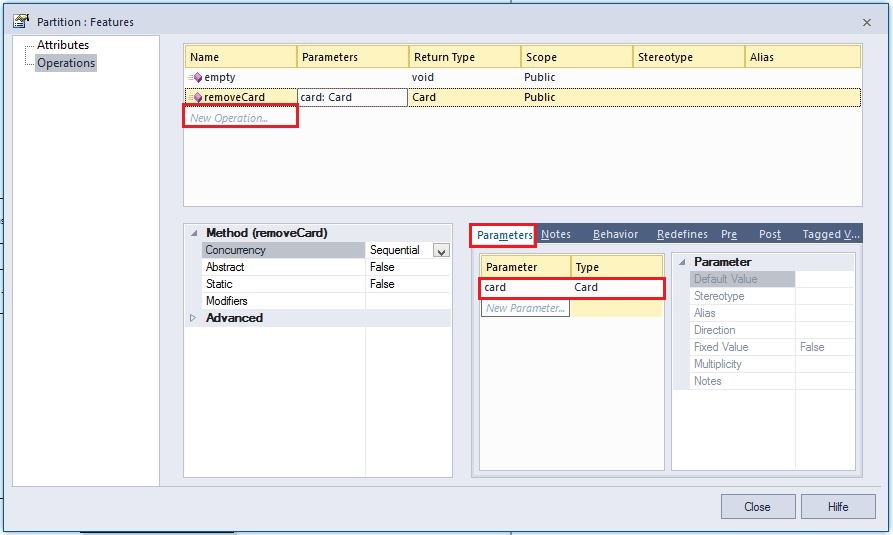 Partition : Features
Attributes
Operations
Name Parameters Return Type Scope Stereotype Alias
empty void Public
removeCard card: Card Card Public
New Operation...
Method (removeCard)
Concurrency Sequential
Abstract False
Static False
Modifiers
Advanced
Parameters Notes Behavior Redefines Pre Post Tagged V...
Parameter Type
card Card
New Parameter...
Parameter
Default Value
Stereotype
Alias
Direction
Fixed Value False
Multiplicity
Notes
Close Hilfe